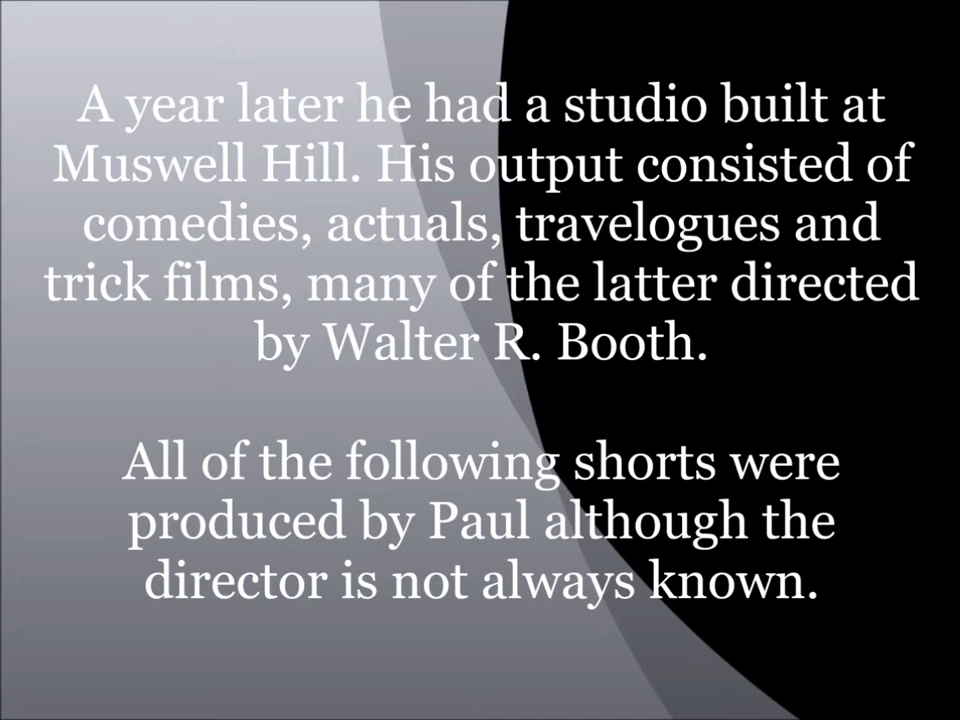 A year later he had a studio built at
Muswell Hill. His output consisted of
comedies, actuals, travelogues and
trick films, many of the latter directed
by Walter R. Booth.
All of the following shorts were
produced by Paul although the
director is not always known.